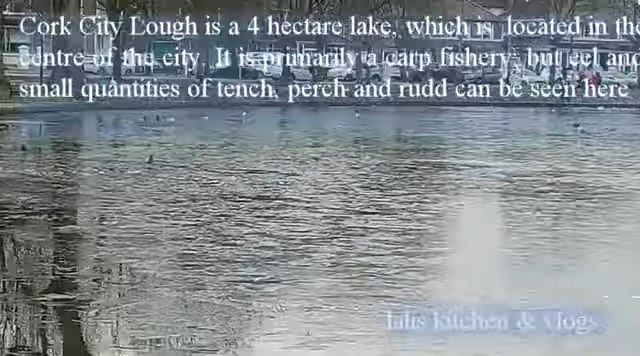 Cork City Lough is a 4 hectare lake, which is located in the
centre of the city. It is primarily a carp fishery, but eel and
small quantities of tench, perch and rudd can be seen here
lalis kitchen & vlogs